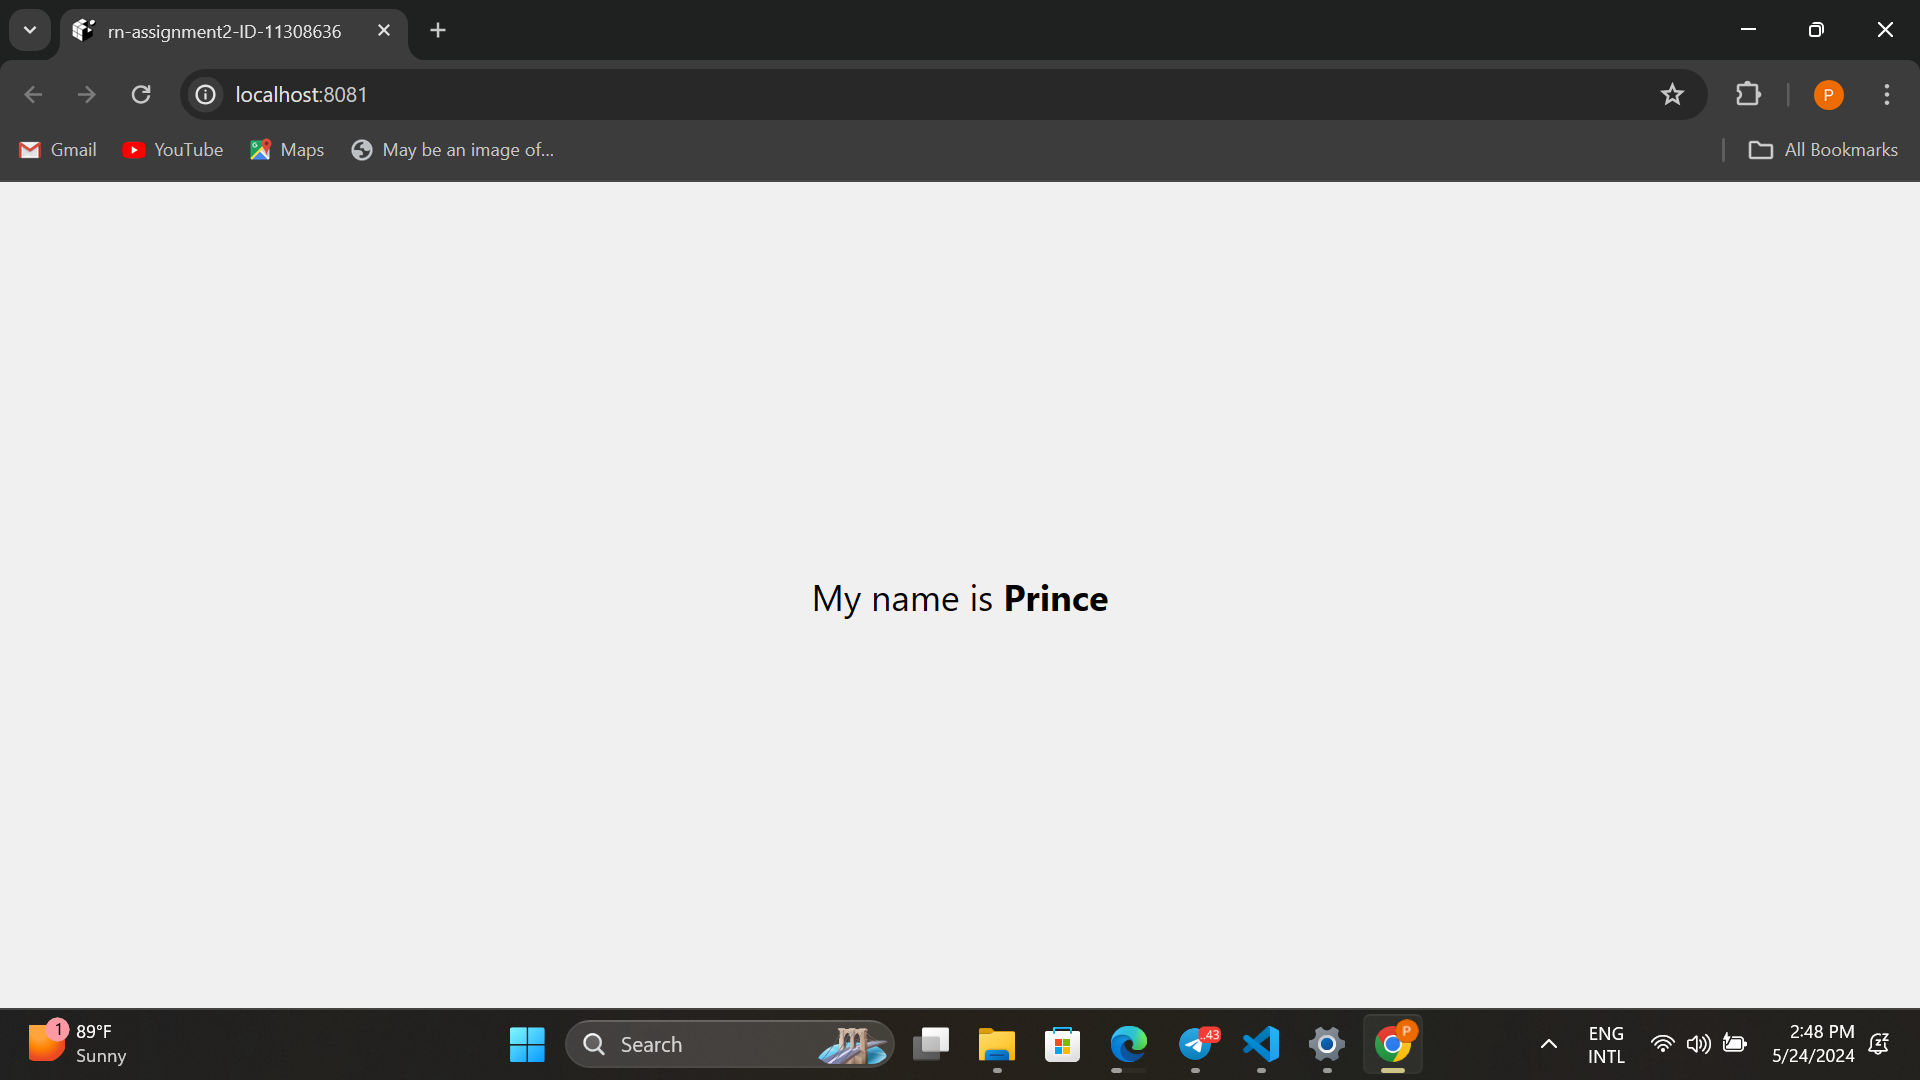 rn-assignment2-ID-11308636
localhost:8081
P
Gmail
YouTube
Maps
May be an image of...
All Bookmarks
My name is Prince
1
89°F
Sunny
Search
..43
P
ENG
INTL
2:48 PM
5/24/2024